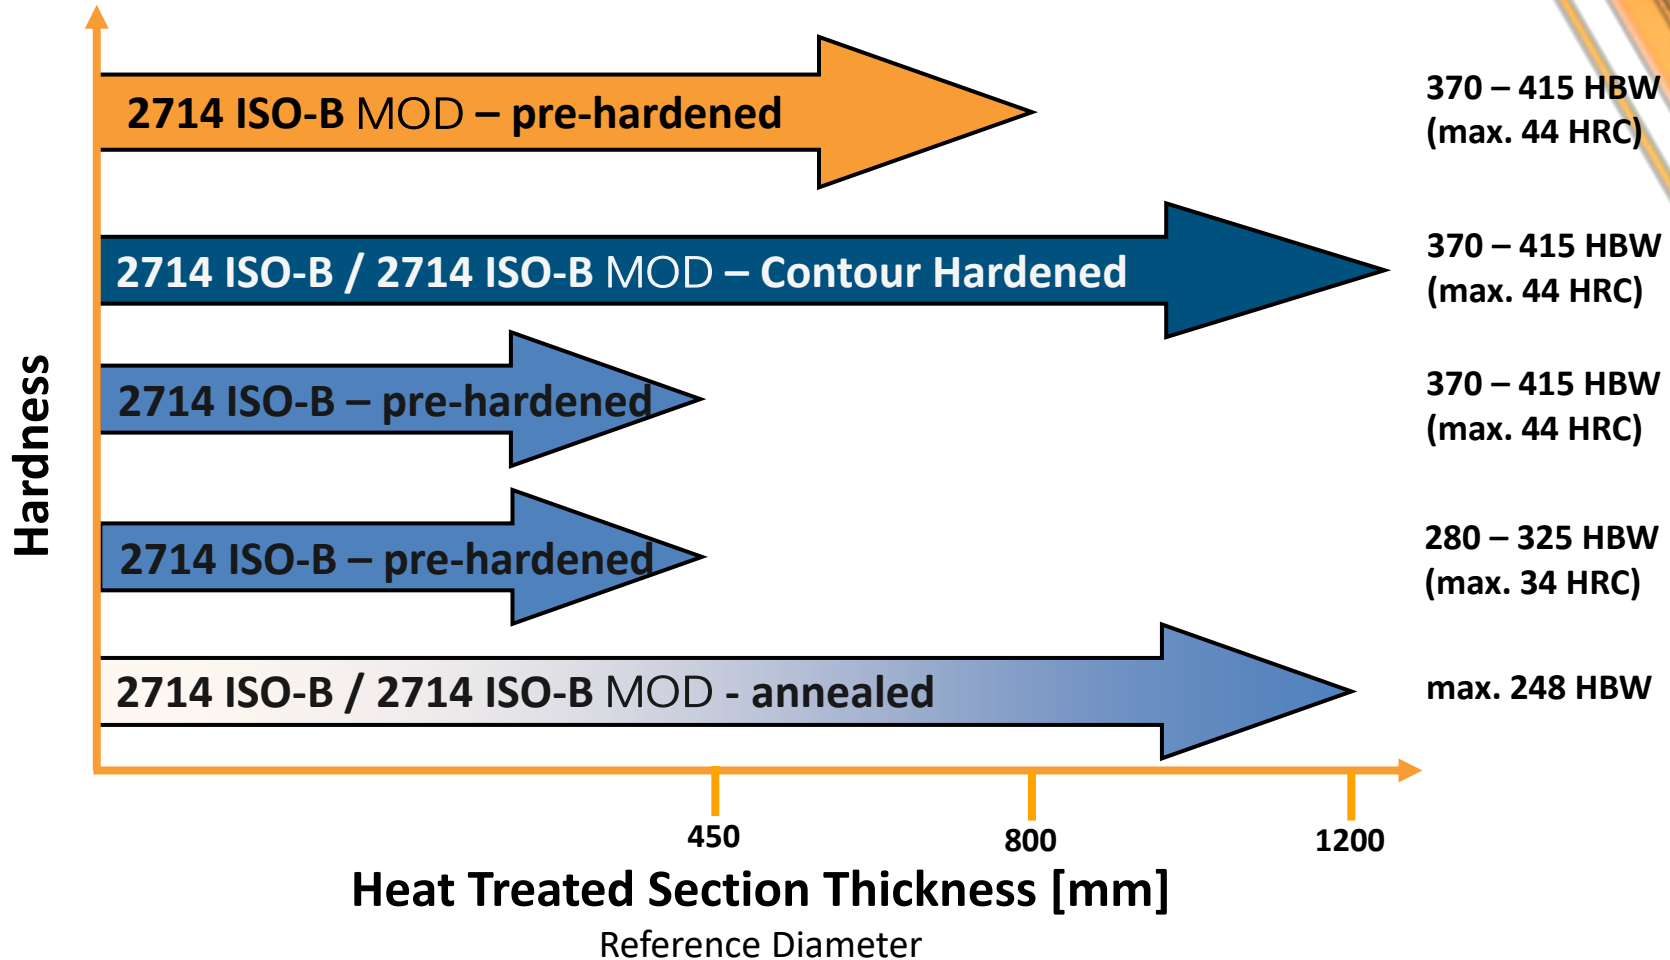 2714 ISO-B MOD – pre-hardened
370 – 415 HBW
(max. 44 HRC)
2714 ISO-B / 2714 ISO-B MOD – Contour Hardened
370 – 415 HBW
(max. 44 HRC)
2714 ISO-B – pre-hardened
370 – 415 HBW
(max. 44 HRC)
Hardness
2714 ISO-B – pre-hardened
280 – 325 HBW
(max. 34 HRC)
2714 ISO-B / 2714 ISO-B MOD - annealed
max. 248 HBW
450
800
1200
Heat Treated Section Thickness [mm]
Reference Diameter